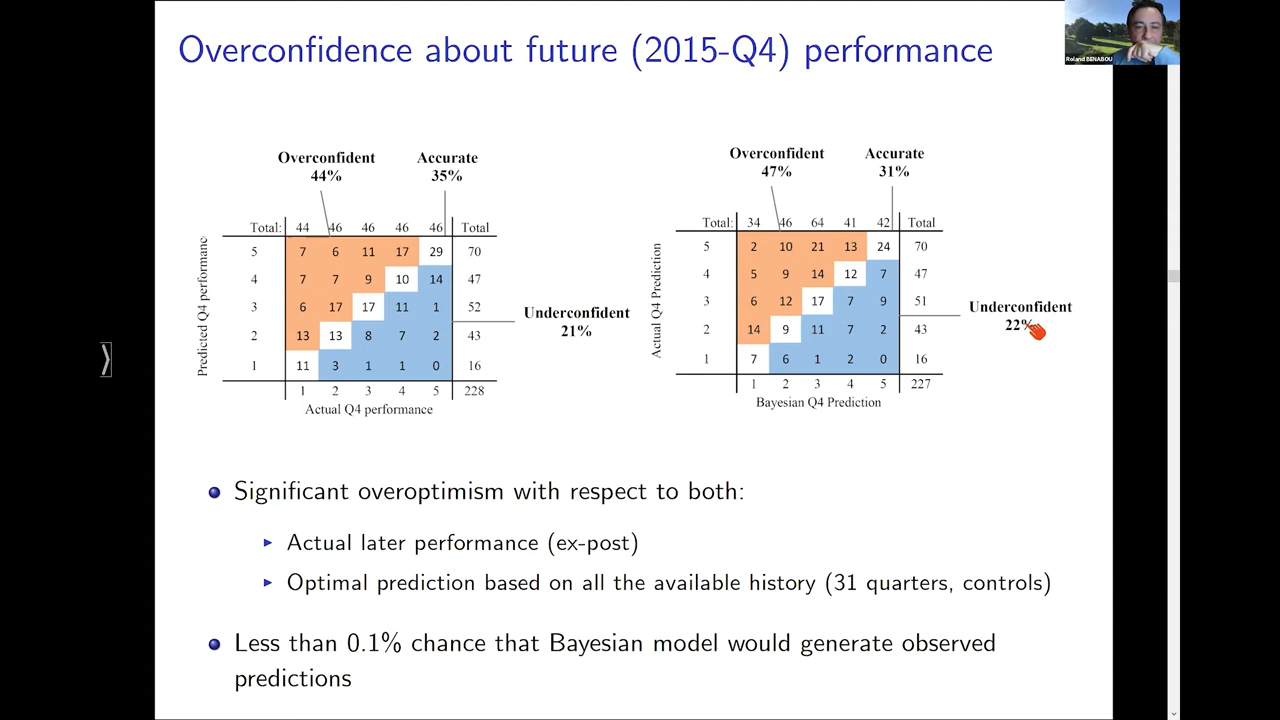 Overconfidence about future (2015-Q4) performance
Roland BENABOU
Overconfident
44%
Accurate
35%
Total: 44 46 46 46 46 Total
5 7 6 11 17 29 70
4 7 7 9 10 14 47
3 6 17 17 11 1 52
2 13 13 8 7 2 43
1 11 3 1 1 0 16
1 2 3 4 5 228
Predicted Q4 performance
Actual Q4 performance
Underconfident
21%
Overconfident
47%
Accurate
31%
Total: 34 46 64 41 42 Total
5 2 10 21 13 24 70
4 5 9 14 12 7 47
3 6 12 17 7 9 51
2 14 9 11 7 2 43
1 7 6 1 2 0 16
1 2 3 4 5 227
Actual Q4 Prediction
Bayesian Q4 Prediction
Underconfident
22%
Significant overoptimism with respect to both:
Actual later performance (ex-post)
Optimal prediction based on all the available history (31 quarters, controls)
Less than 0.1% chance that Bayesian model would generate observed
predictions